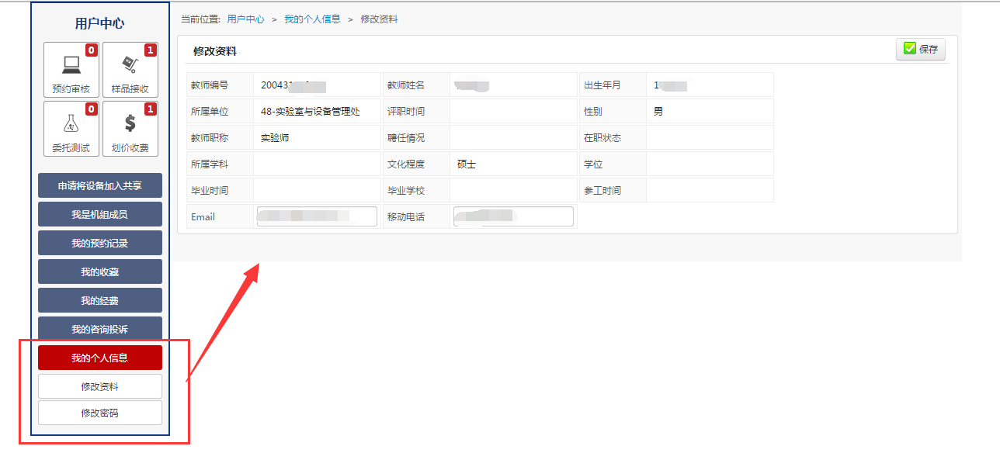 用户中心
0
1
预约审核
样品接收
0
1
委托测试
划价收费
申请将设备加入共享
我是机组成员
我的预约记录
我的收藏
我的经费
我的咨询投诉
我的个人信息
修改资料
修改密码
当前位置: 用户中心 > 我的个人信息 > 修改资料
修改资料
保存
教师编号 20043 教师姓名 出生年月 1
所属单位 48-实验室与设备管理处 评职时间 性别 男
教师职称 实验师 聘任情况 在职状态
所属学科 文化程度 硕士 学位
毕业时间 毕业学校 参工时间
Email 移动电话